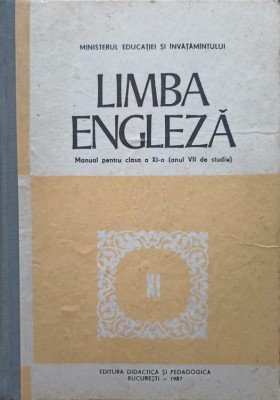 MINISTERUL EDUCAȚIEI ȘI ÎNVĂȚĂMÎNTULUI
LIMBA
ENGLEZĂ
Manual pentru clasa a XI-a (anul VII de studiu)
XI
EDITURA DIDACTICĂ ȘI PEDAGOGICĂ
BUCUREȘTI – 1987